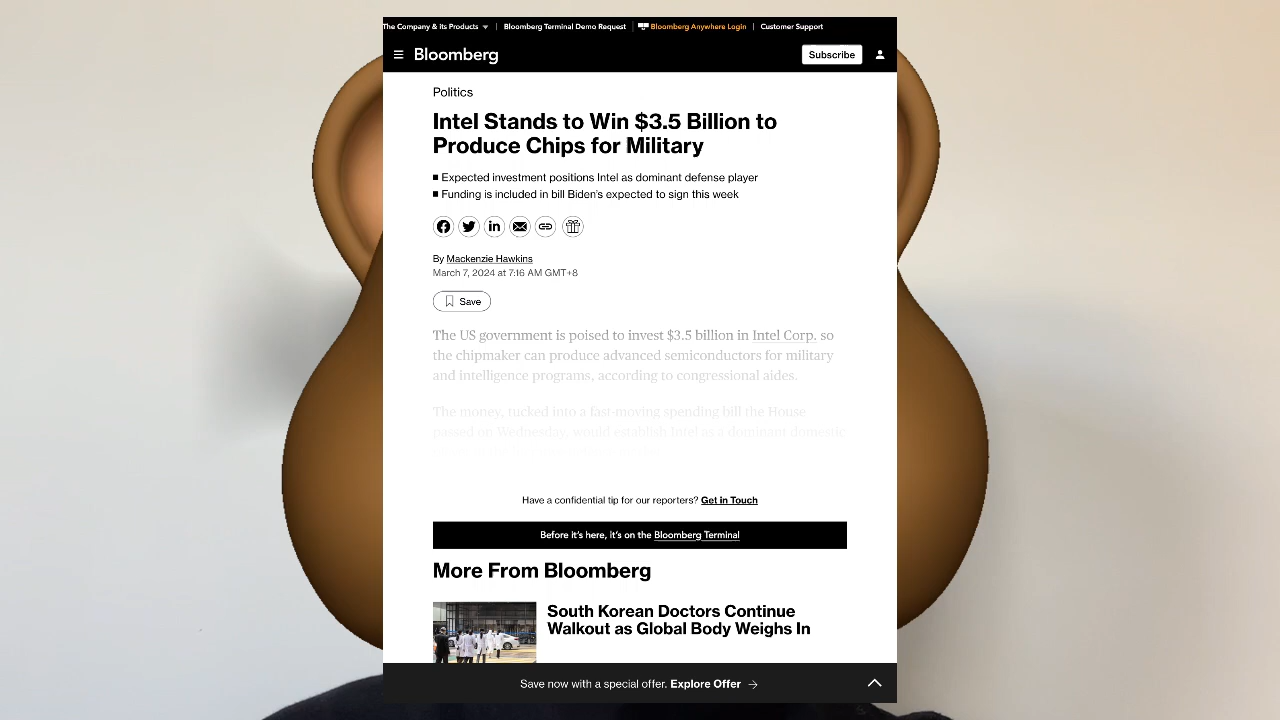 The Company & its Products
Bloomberg Terminal Demo Request
Bloomberg Anywhere Login
Customer Support
Bloomberg
Subscribe
Politics
Intel Stands to Win $3.5 Billion to
Produce Chips for Military
Expected investment positions Intel as dominant defense player
Funding is included in bill Biden's expected to sign this week
By Mackenzie Hawkins
March 7, 2024 at 7:16 AM GMT+8
Save
The US government is poised to invest $3.5 billion in Intel Corp. so
the chipmaker can produce advanced semiconductors for military
and intelligence programs, according to congressional aides.
The money, tucked into a fast-moving spending bill the House
passed on Wednesday, would establish Intel as a dominant domestic
Have a confidential tip for our reporters? Get in Touch
Before it's here, it's on the Bloomberg Terminal
More From Bloomberg
South Korean Doctors Continue
Walkout as Global Body Weighs In
Save now with a special offer. Explore Offer